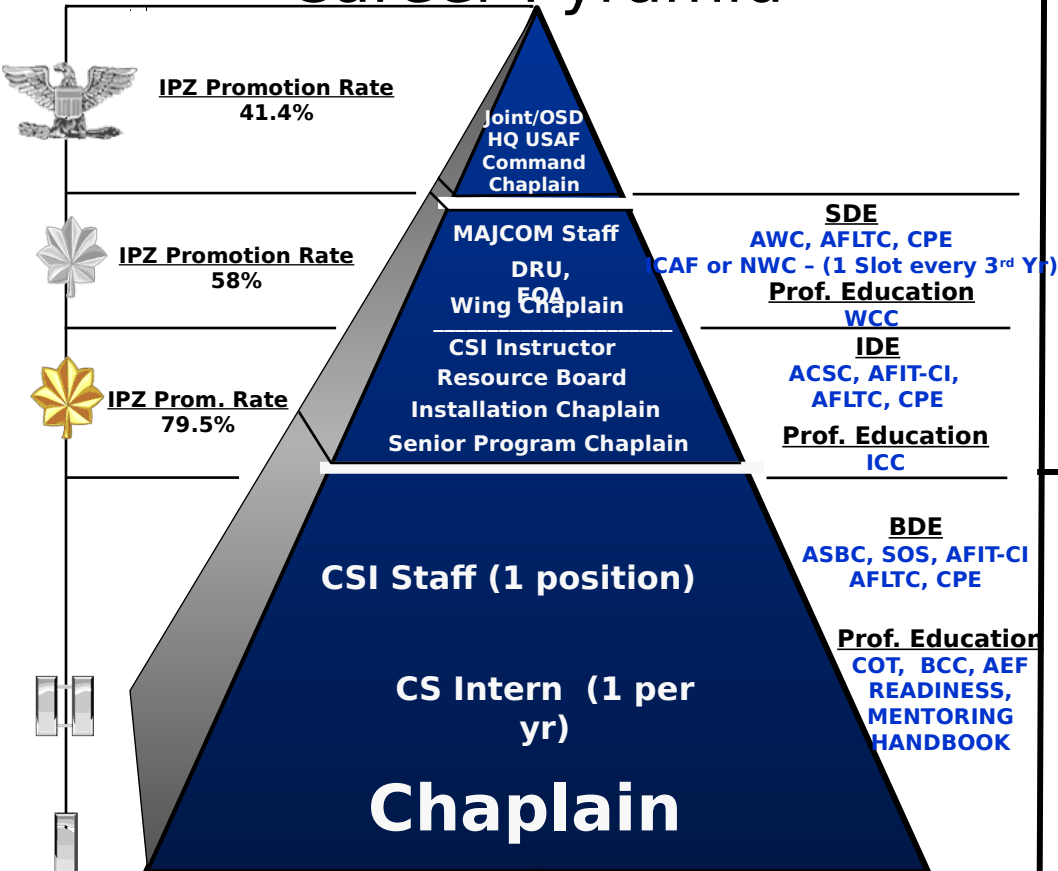 Career Pyramid
IPZ Promotion Rate
41.4%
Joint/OSD
HQ USAF
Command
Chaplain
IPZ Promotion Rate
58%
MAJCOM Staff
DRU,
FOA
Wing Chaplain
SDE
AWC, AFLTC, CPE
ICAF or NWC – (1 Slot every 3rd Yr)
Prof. Education
WCC
IPZ Prom. Rate
79.5%
CSI Instructor
Resource Board
Installation Chaplain
Senior Program Chaplain
IDE
ACSC, AFIT-CI,
AFLTC, CPE
Prof. Education
ICC
CSI Staff (1 position)
CS Intern (1 per
yr)
Chaplain
BDE
ASBC, SOS, AFIT-CI
AFLTC, CPE
Prof. Education
COT, BCC, AEF
READINESS,
MENTORING
HANDBOOK